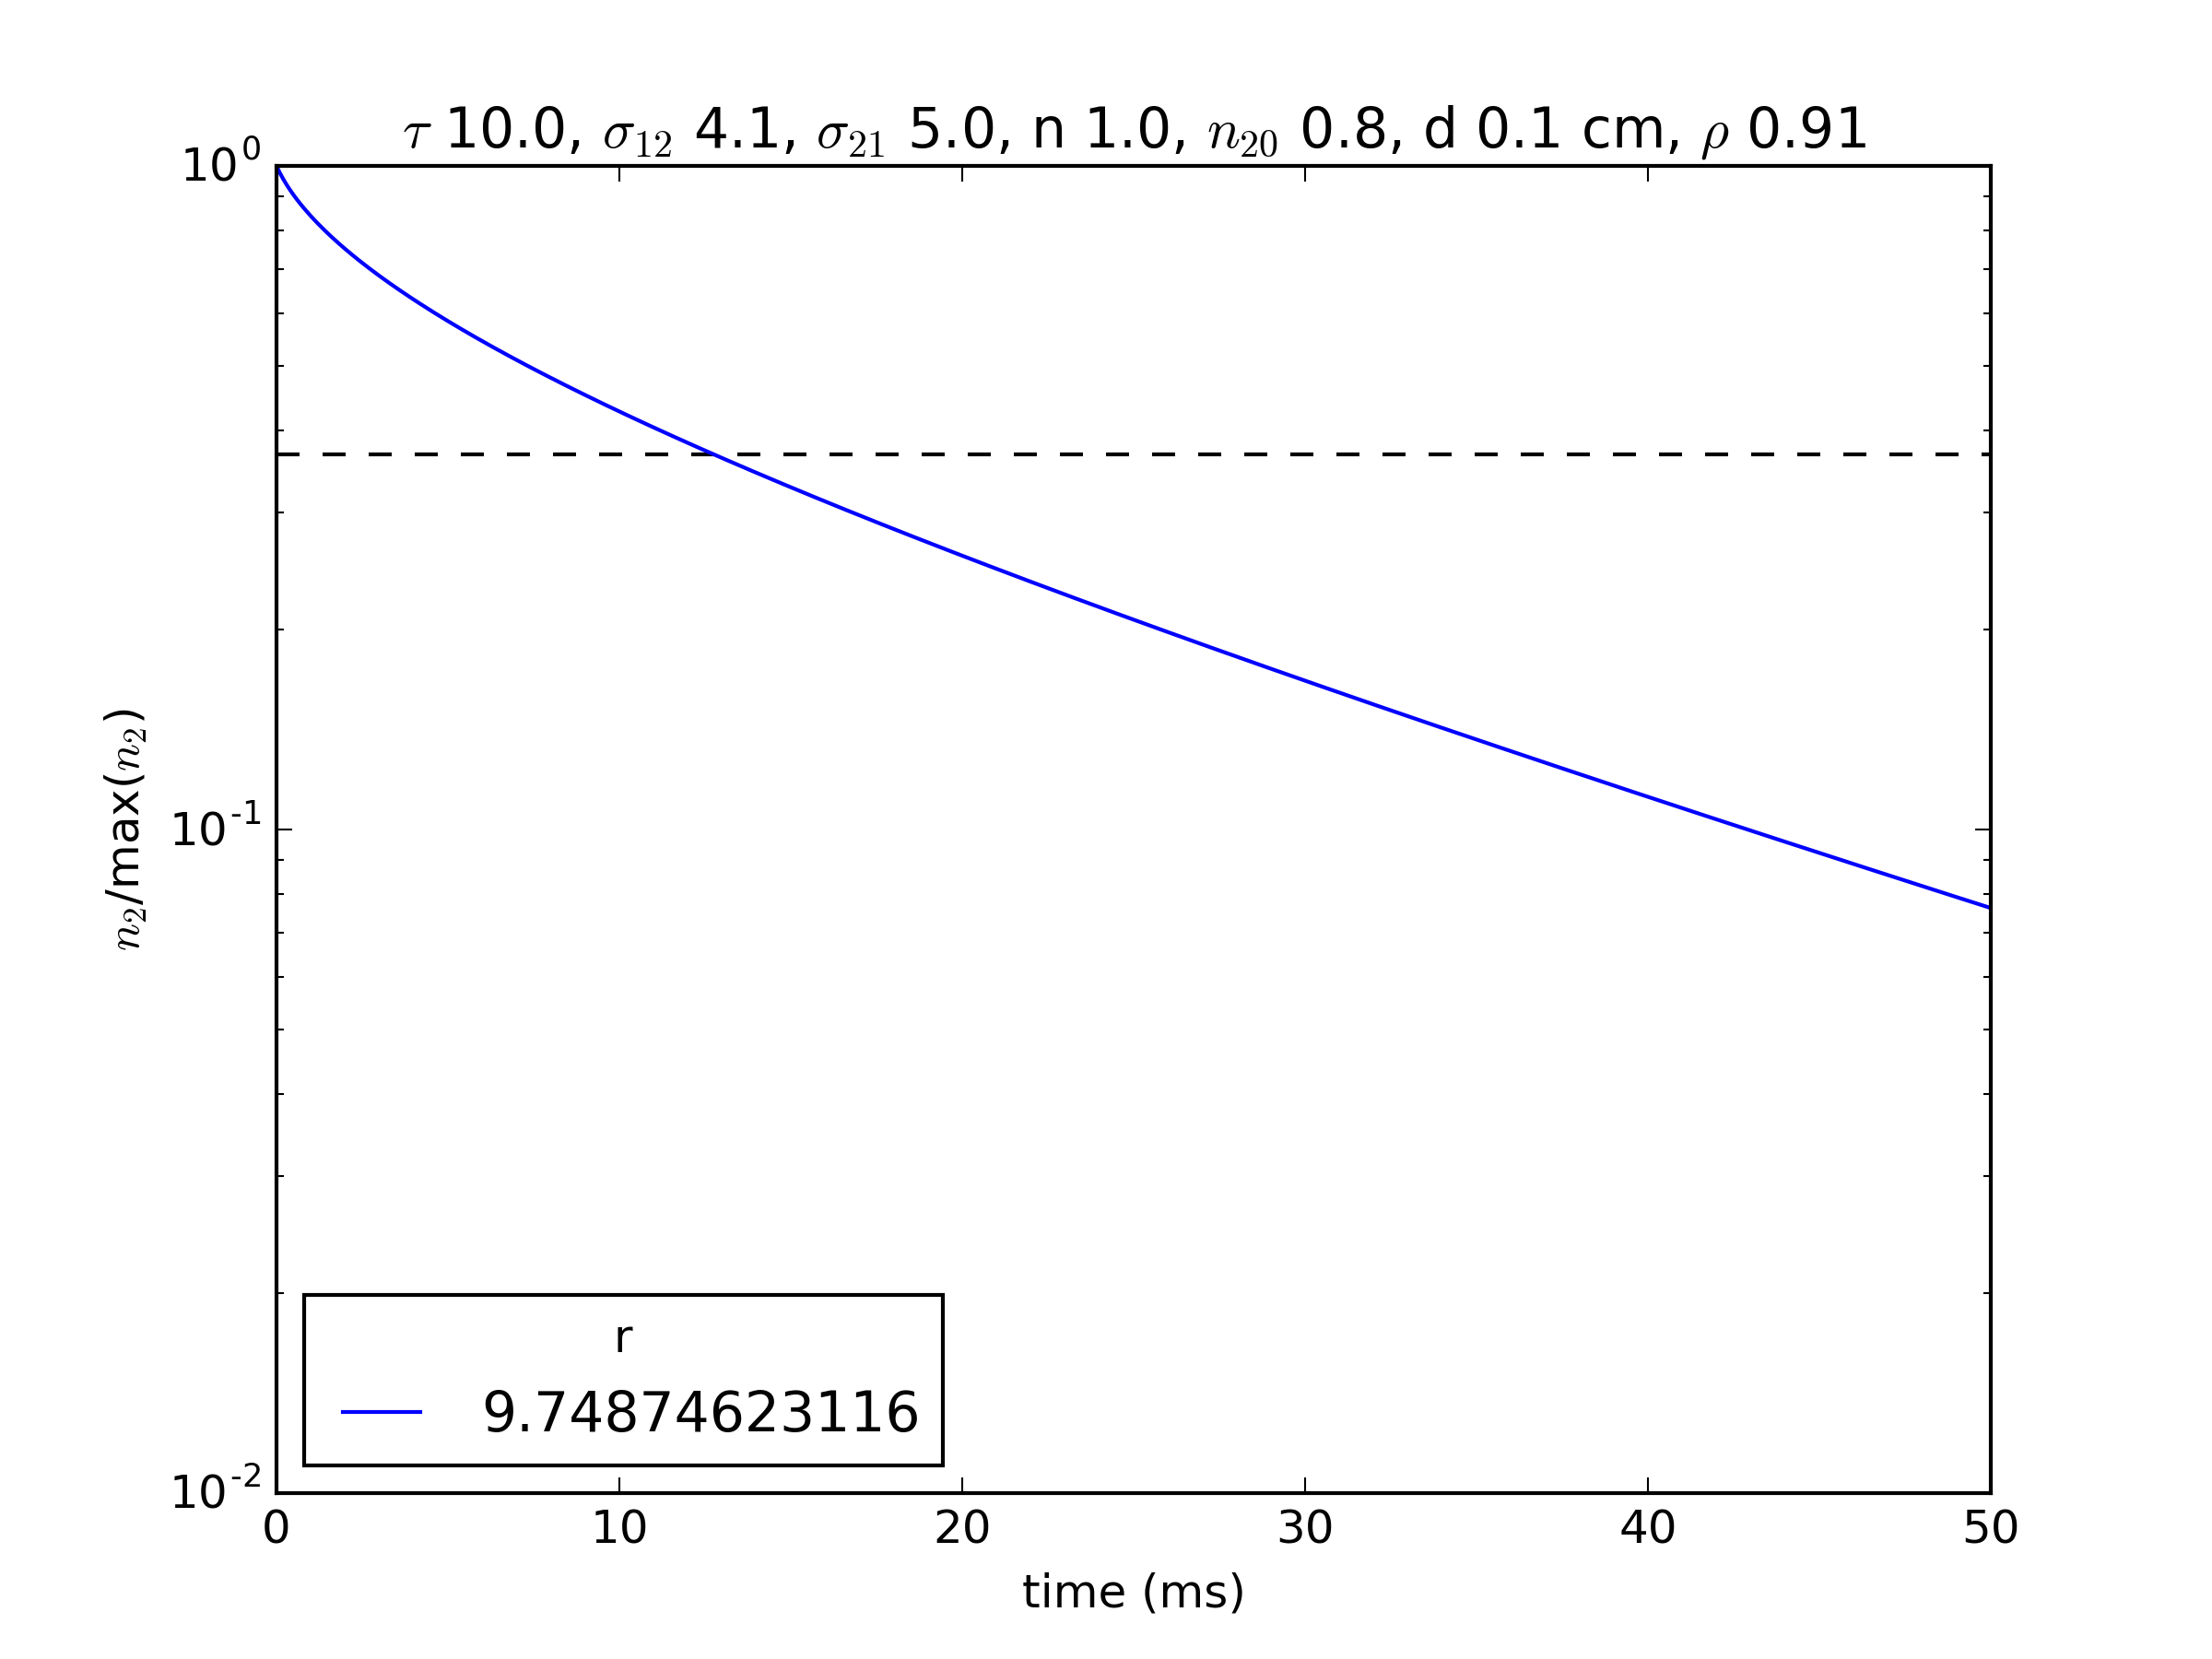 τ 10.0, σ₁₂ 4.1, σ₂₁ 5.0, n 1.0, n₂₀ 0.8, d 0.1 cm, ρ 0.91
10⁰
10⁻¹
10⁻²
n₂/max(n₂)
r
9.74874623116
0 10 20 30 40 50
time (ms)